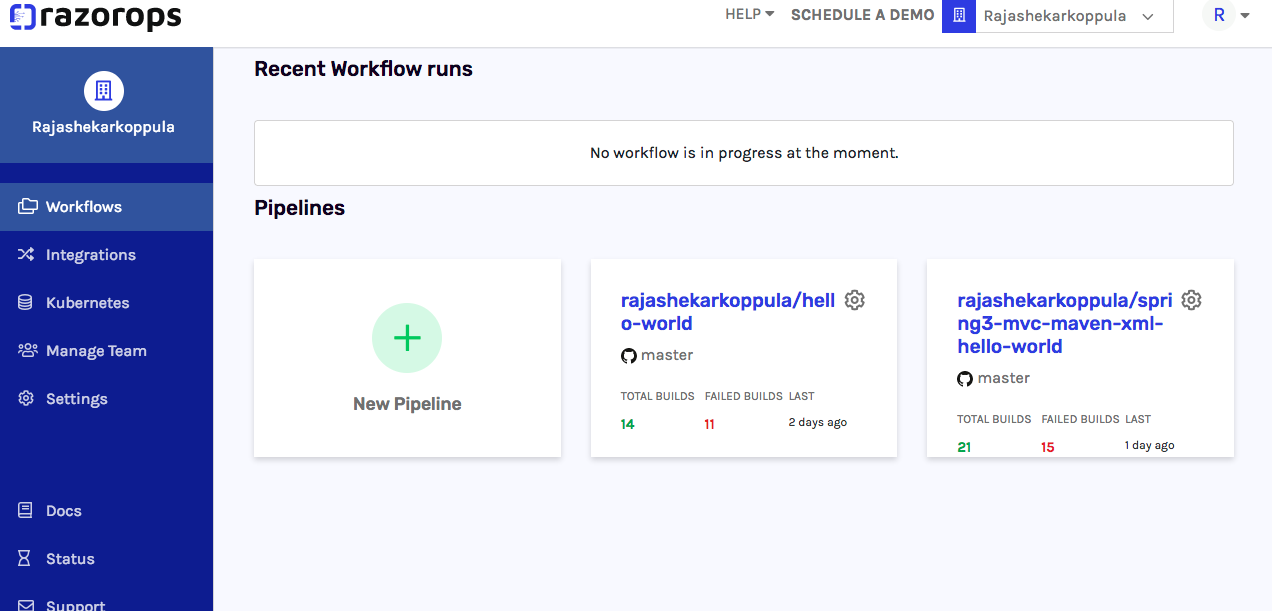 razorops
HELP
SCHEDULE A DEMO
Rajashekarkoppula
R
Rajashekarkoppula
Workflows
Integrations
Kubernetes
Manage Team
Settings
Docs
Status
Support
Recent Workflow runs
No workflow is in progress at the moment.
Pipelines
New Pipeline
rajashekarkoppula/hell
o-world
master
TOTAL BUILDS FAILED BUILDS LAST
14 11 2 days ago
rajashekarkoppula/spri
ng3-mvc-maven-xml-
hello-world
master
TOTAL BUILDS FAILED BUILDS LAST
21 15 1 day ago